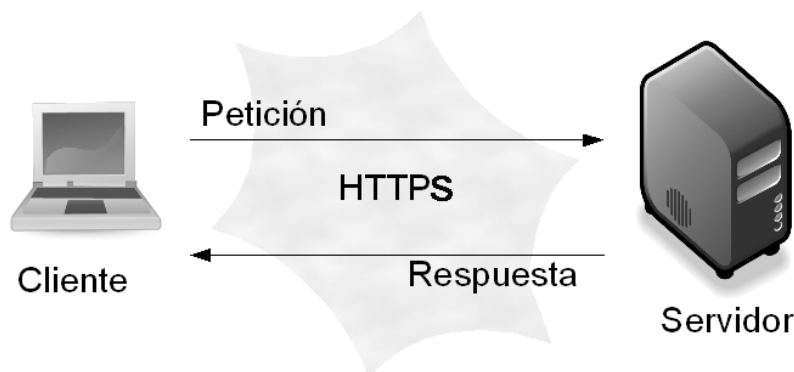 Petición
HTTPS
Respuesta
Cliente
Servidor